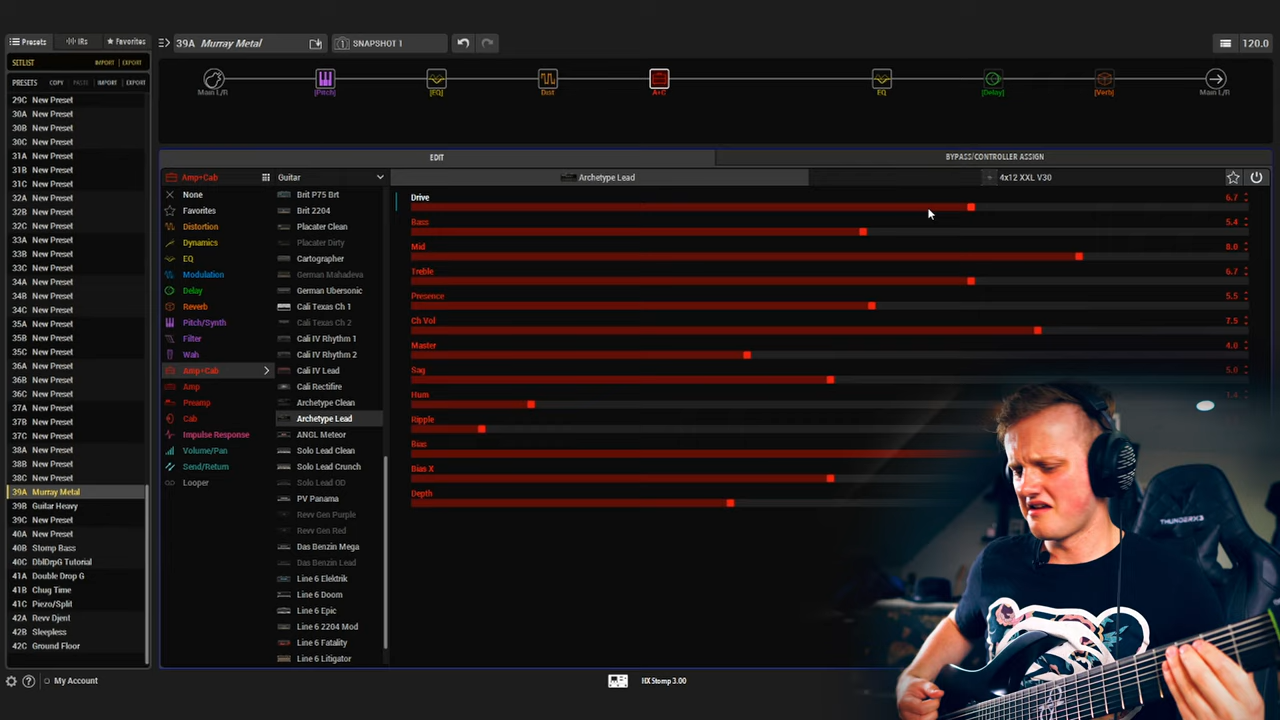 Presets IRs Favorites 39A Murray Metal 1 SNAPSHOT 1 120.0
SETLIST IMPORT | EXPORT
PRESETS COPY PASTE IMPORT EXPORT
29C New Preset
30A New Preset
30B New Preset
30C New Preset
31A New Preset
31B New Preset
31C New Preset
32A New Preset
32B New Preset
32C New Preset
33A New Preset
33B New Preset
33C New Preset
34A New Preset
34B New Preset
34C New Preset
35A New Preset
35B New Preset
35C New Preset
36A New Preset
36B New Preset
36C New Preset
37A New Preset
37B New Preset
37C New Preset
38A New Preset
38B New Preset
38C New Preset
39A Murray Metal
39B Guitar Heavy
39C New Preset
40A New Preset
40B Stomp Bass
40C DblDrpG Tutorial
41A Double Drop G
41B Chug Time
41C Piezo/Split
42A Revv Djent
42B Sleepless
42C Ground Floor
My Account
Main L/R [Pitch] [EQ] Dist A+C EQ [Delay] [Verb] Main L/R
EDIT BYPASS/CONTROLLER ASSIGN
Amp+Cab Guitar Archetype Lead 4x12 XXL V30
None
Favorites
Distortion
Dynamics
EQ
Modulation
Delay
Reverb
Pitch/Synth
Filter
Wah
Amp+Cab
Amp
Preamp
Cab
Impulse Response
Volume/Pan
Send/Return
Looper
Brit P75 Brt
Brit 2204
Placater Clean
Placater Dirty
Cartographer
German Mahadeva
German Ubersonic
Cali Texas Ch 1
Cali Texas Ch 2
Cali IV Rhythm 1
Cali IV Rhythm 2
Cali IV Lead
Cali Rectifire
Archetype Clean
Archetype Lead
ANGL Meteor
Solo Lead Clean
Solo Lead Crunch
Solo Lead OD
PV Panama
Revv Gen Purple
Revv Gen Red
Das Benzin Mega
Das Benzin Lead
Line 6 Elektrik
Line 6 Doom
Line 6 Epic
Line 6 2204 Mod
Line 6 Fatality
Line 6 Litigator
Drive 6.7
Bass 5.4
Mid 8.0
Treble 6.7
Presence 5.5
Ch Vol 7.5
Master 4.0
Sag 5.0
Hum
Ripple
Bias
Bias X
Depth
THUNDERX3
HX Stomp 3.00